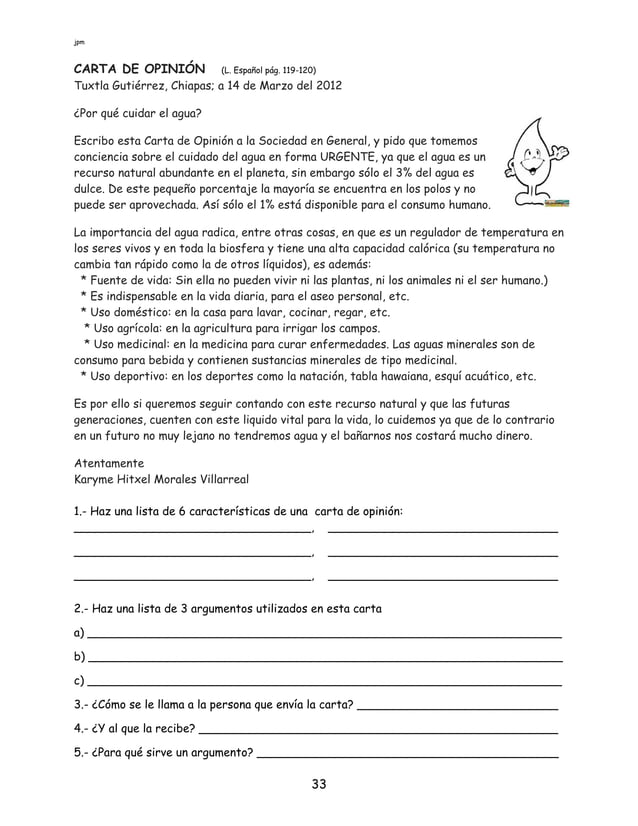 jpm
CARTA DE OPINIÓN (L. Español pág. 119-120)
Tuxtla Gutiérrez, Chiapas; a 14 de Marzo del 2012
¿Por qué cuidar el agua?
Escribo esta Carta de Opinión a la Sociedad en General, y pido que tomemos
conciencia sobre el cuidado del agua en forma URGENTE, ya que el agua es un
recurso natural abundante en el planeta, sin embargo sólo el 3% del agua es
dulce. De este pequeño porcentaje la mayoría se encuentra en los polos y no
puede ser aprovechada. Así sólo el 1% está disponible para el consumo humano.
La importancia del agua radica, entre otras cosas, en que es un regulador de temperatura en
los seres vivos y en toda la biosfera y tiene una alta capacidad calórica (su temperatura no
cambia tan rápido como la de otros líquidos), es además:
* Fuente de vida: Sin ella no pueden vivir ni las plantas, ni los animales ni el ser humano.)
* Es indispensable en la vida diaria, para el aseo personal, etc.
* Uso doméstico: en la casa para lavar, cocinar, regar, etc.
* Uso agrícola: en la agricultura para irrigar los campos.
* Uso medicinal: en la medicina para curar enfermedades. Las aguas minerales son de
consumo para bebida y contienen sustancias minerales de tipo medicinal.
* Uso deportivo: en los deportes como la natación, tabla hawaiana, esquí acuático, etc.
Es por ello si queremos seguir contando con este recurso natural y que las futuras
generaciones, cuenten con este liquido vital para la vida, lo cuidemos ya que de lo contrario
en un futuro no muy lejano no tendremos agua y el bañarnos nos costará mucho dinero.
Atentamente
Karyme Hitxel Morales Villarreal
1.- Haz una lista de 6 características de una carta de opinión:
_________________________________, ________________________________
_________________________________, ________________________________
_________________________________, ________________________________
2.- Haz una lista de 3 argumentos utilizados en esta carta
a) __________________________________________________________________
b) __________________________________________________________________
c) __________________________________________________________________
3.- ¿Cómo se le llama a la persona que envía la carta? ____________________________
4.- ¿Y al que la recibe? __________________________________________________
5.- ¿Para qué sirve un argumento? __________________________________________
33